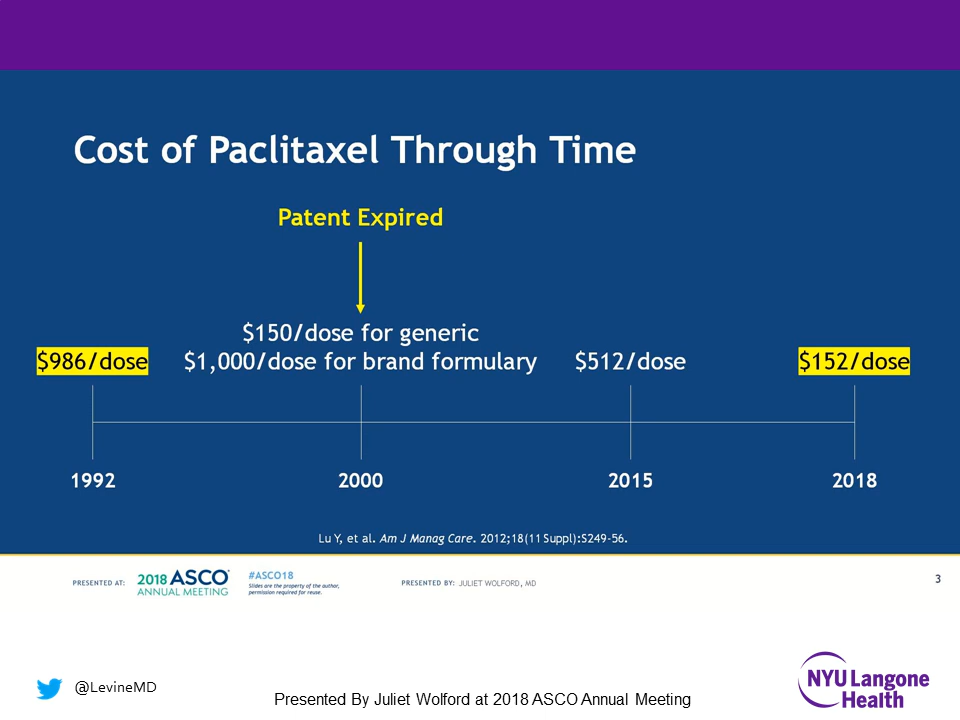 Cost of Paclitaxel Through Time
Patent Expired
$150/dose for generic
$986/dose $1,000/dose for brand formulary $512/dose $152/dose
1992 2000 2015 2018
Lu Y, et al. Am J Manag Care. 2012;18(11 Suppl):S249-56.
PRESENTED AT:
2018 ASCO®
ANNUAL MEETING
#ASCO18
Slides are the property of the author,
permission required for reuse.
PRESENTED BY: JULIET WOLFORD, MD
3
@LevineMD
Presented By Juliet Wolford at 2018 ASCO Annual Meeting
NYU Langone
Health